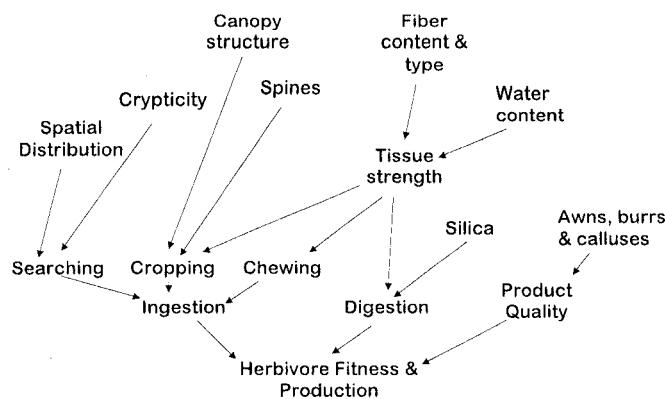 Canopy
structure
Fiber
content &
type
Crypticity
Spines
Water
content
Spatial
Distribution
Tissue
strength
Silica
Awns, burrs
& calluses
Searching
Cropping
Chewing
Ingestion
Digestion
Product
Quality
Herbivore Fitness &
Production